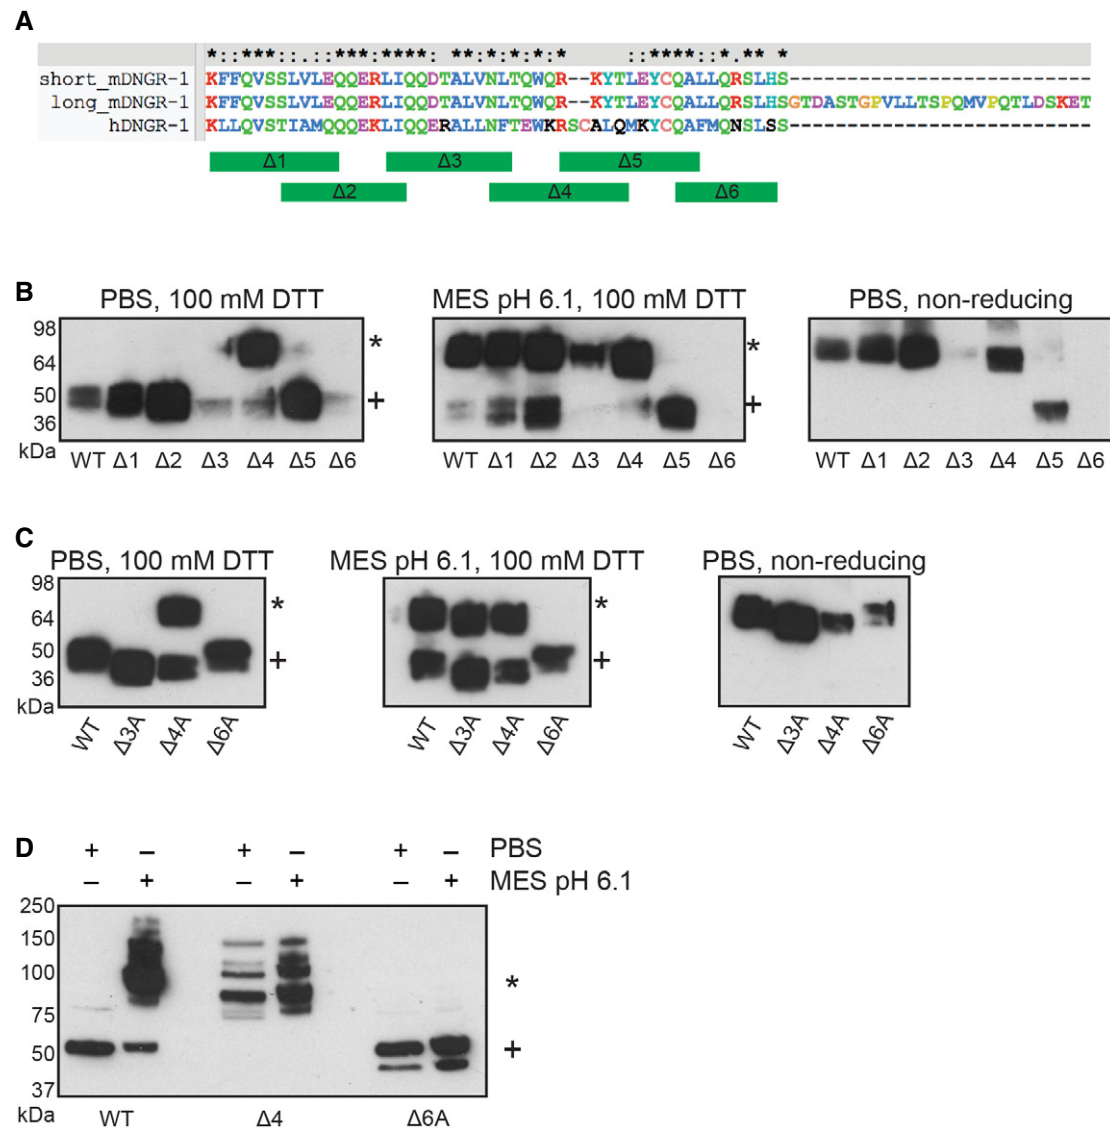 A
*::***::.::***:****: **:*:*:*:* ::****::*.** *
short_mDNGR-1 KFFQVSSLVLEQQERLIQQDTALVNLTQWQR--KYTLEYCQALLQRSLHS--------------------------
long_mDNGR-1 KFFQVSSLVLEQQERLIQQDTALVNLTQWQR--KYTLEYCQALLQRSLHSGTDASTGPVLLTSPQMVPQTLDSKET
hDNGR-1 KLLQVSTIAMQQQEKLIQQERALLNFTEWKRSCALQMKYCQAFMQNSLSS--------------------------
Δ1 Δ3 Δ5
Δ2 Δ4 Δ6
B
PBS, 100 mM DTT MES pH 6.1, 100 mM DTT PBS, non-reducing
98
* *
64
50
+ +
36
kDa
WT Δ1 Δ2 Δ3 Δ4 Δ5 Δ6 WT Δ1 Δ2 Δ3 Δ4 Δ5 Δ6 WT Δ1 Δ2 Δ3 Δ4 Δ5 Δ6
C
PBS, 100 mM DTT MES pH 6.1, 100 mM DTT PBS, non-reducing
98
* *
64
50
+ +
36
kDa
WT Δ3A Δ4A Δ6A WT Δ3A Δ4A Δ6A WT Δ3A Δ4A Δ6A
D
+ – + – + – PBS
– + – + – + MES pH 6.1
250
150
100
*
75
50 +
37
kDa
WT Δ4 Δ6A